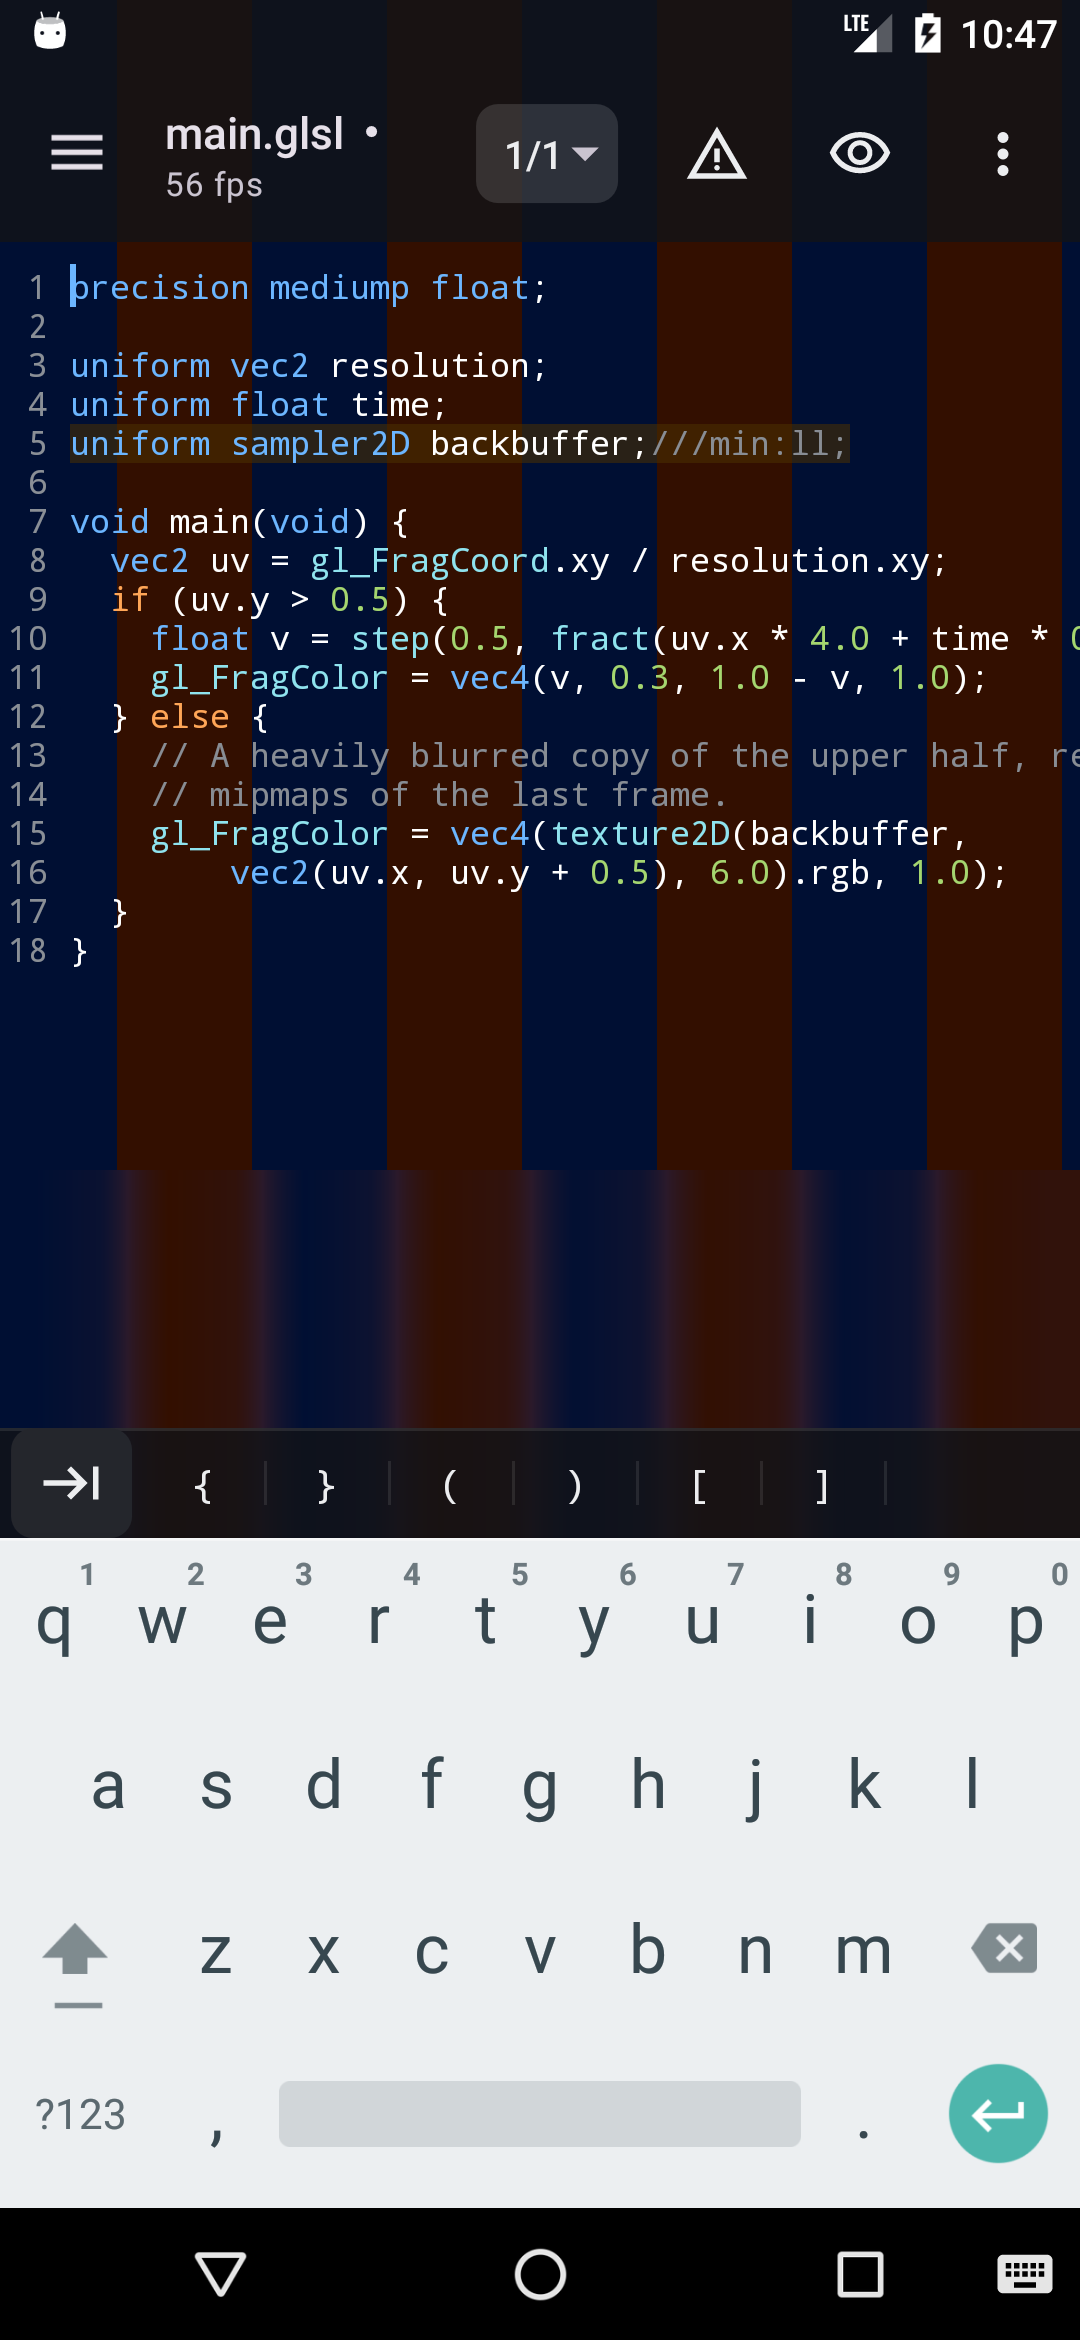 LTE 10:47
main.glsl •
56 fps
1/1
1 precision mediump float;
2
3 uniform vec2 resolution;
4 uniform float time;
5 uniform sampler2D backbuffer;///min:ll;
6
7 void main(void) {
8 vec2 uv = gl_FragCoord.xy / resolution.xy;
9 if (uv.y > 0.5) {
10 float v = step(0.5, fract(uv.x * 4.0 + time * 0
11 gl_FragColor = vec4(v, 0.3, 1.0 - v, 1.0);
12 } else {
13 // A heavily blurred copy of the upper half, re
14 // mipmaps of the last frame.
15 gl_FragColor = vec4(texture2D(backbuffer,
16 vec2(uv.x, uv.y + 0.5), 6.0).rgb, 1.0);
17 }
18 }
{ } ( ) [ ]
1 2 3 4 5 6 7 8 9 0
q w e r t y u i o p
a s d f g h j k l
z x c v b n m
?123 , .